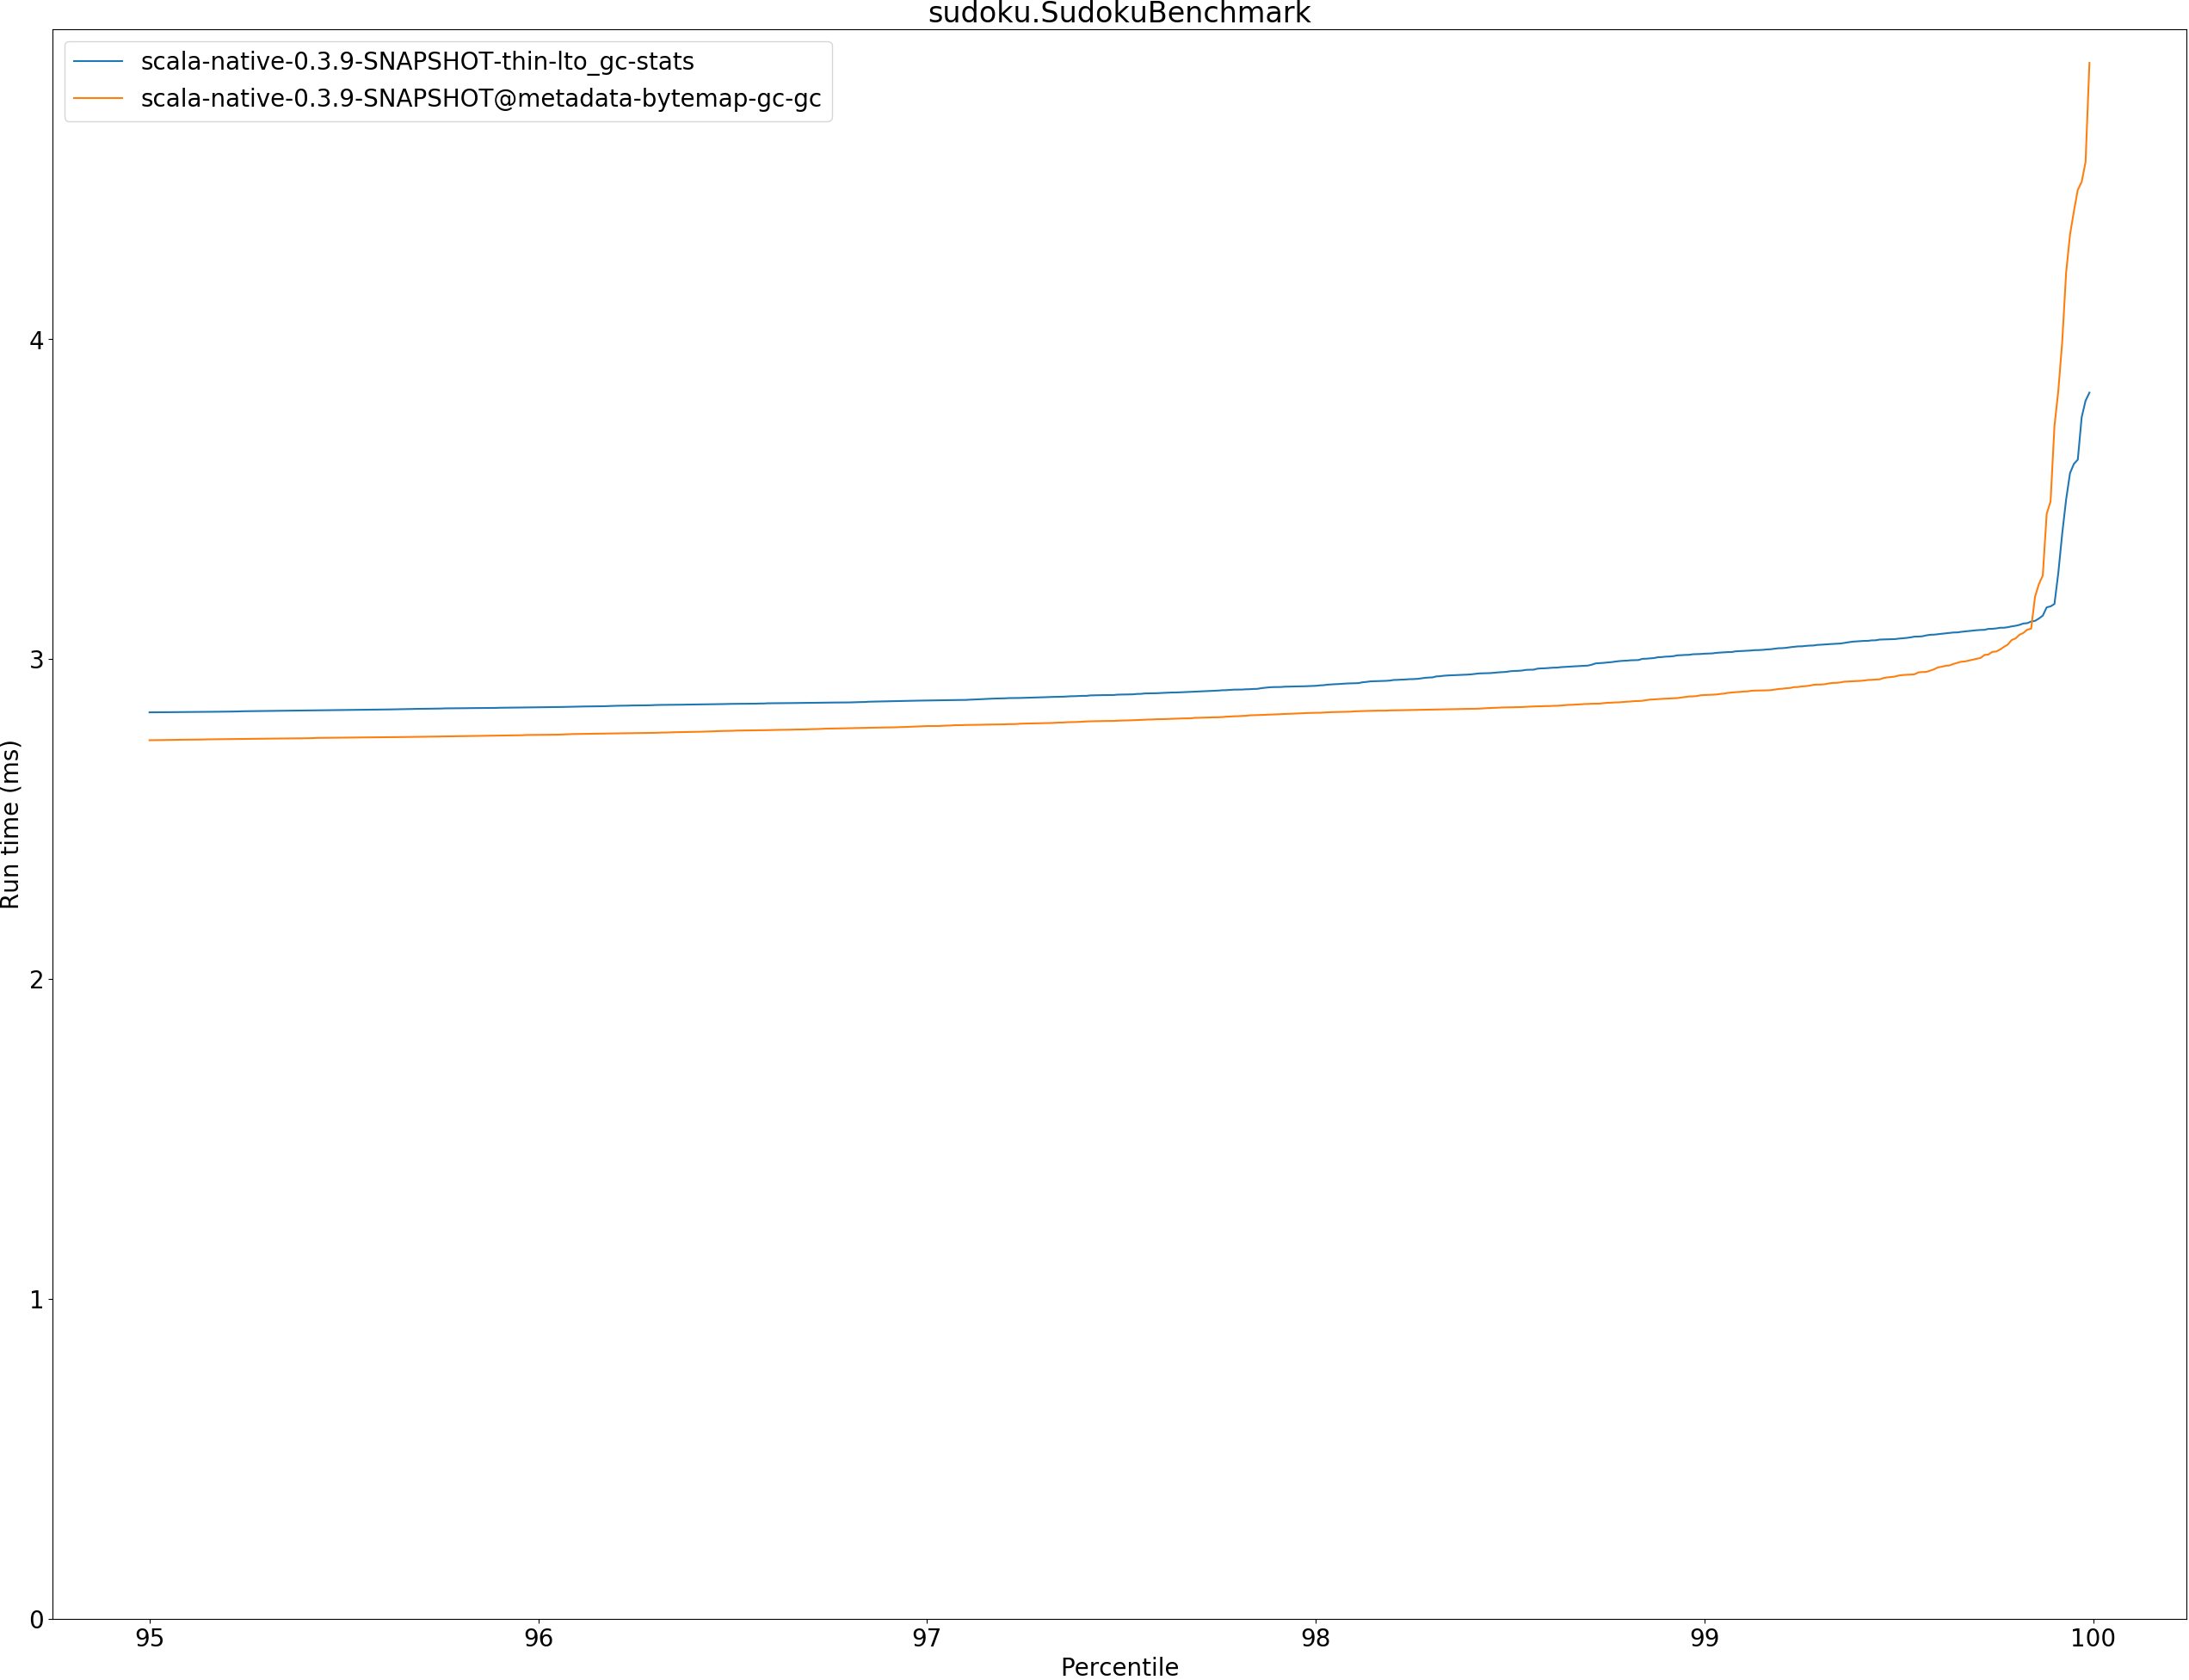 sudoku.SudokuBenchmark
scala-native-0.3.9-SNAPSHOT-thin-lto_gc-stats
scala-native-0.3.9-SNAPSHOT@metadata-bytemap-gc-gc
4
3
2
1
0
Run time (ms)
95 96 97 98 99 100
Percentile